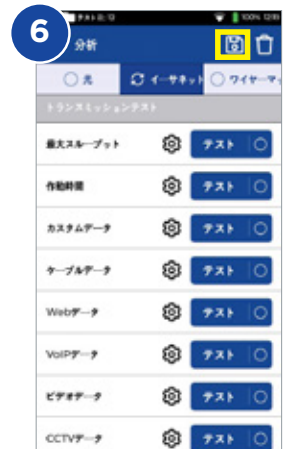 6
100% 12:18
分析
光
イーサネット
ワイヤーマッ
トランスミッションテスト
最大スループット
テスト
作動時間
テスト
カスタムデータ
テスト
ケーブルデータ
テスト
Webデータ
テスト
VoIPデータ
テスト
ビデオデータ
テスト
CCTVデータ
テスト